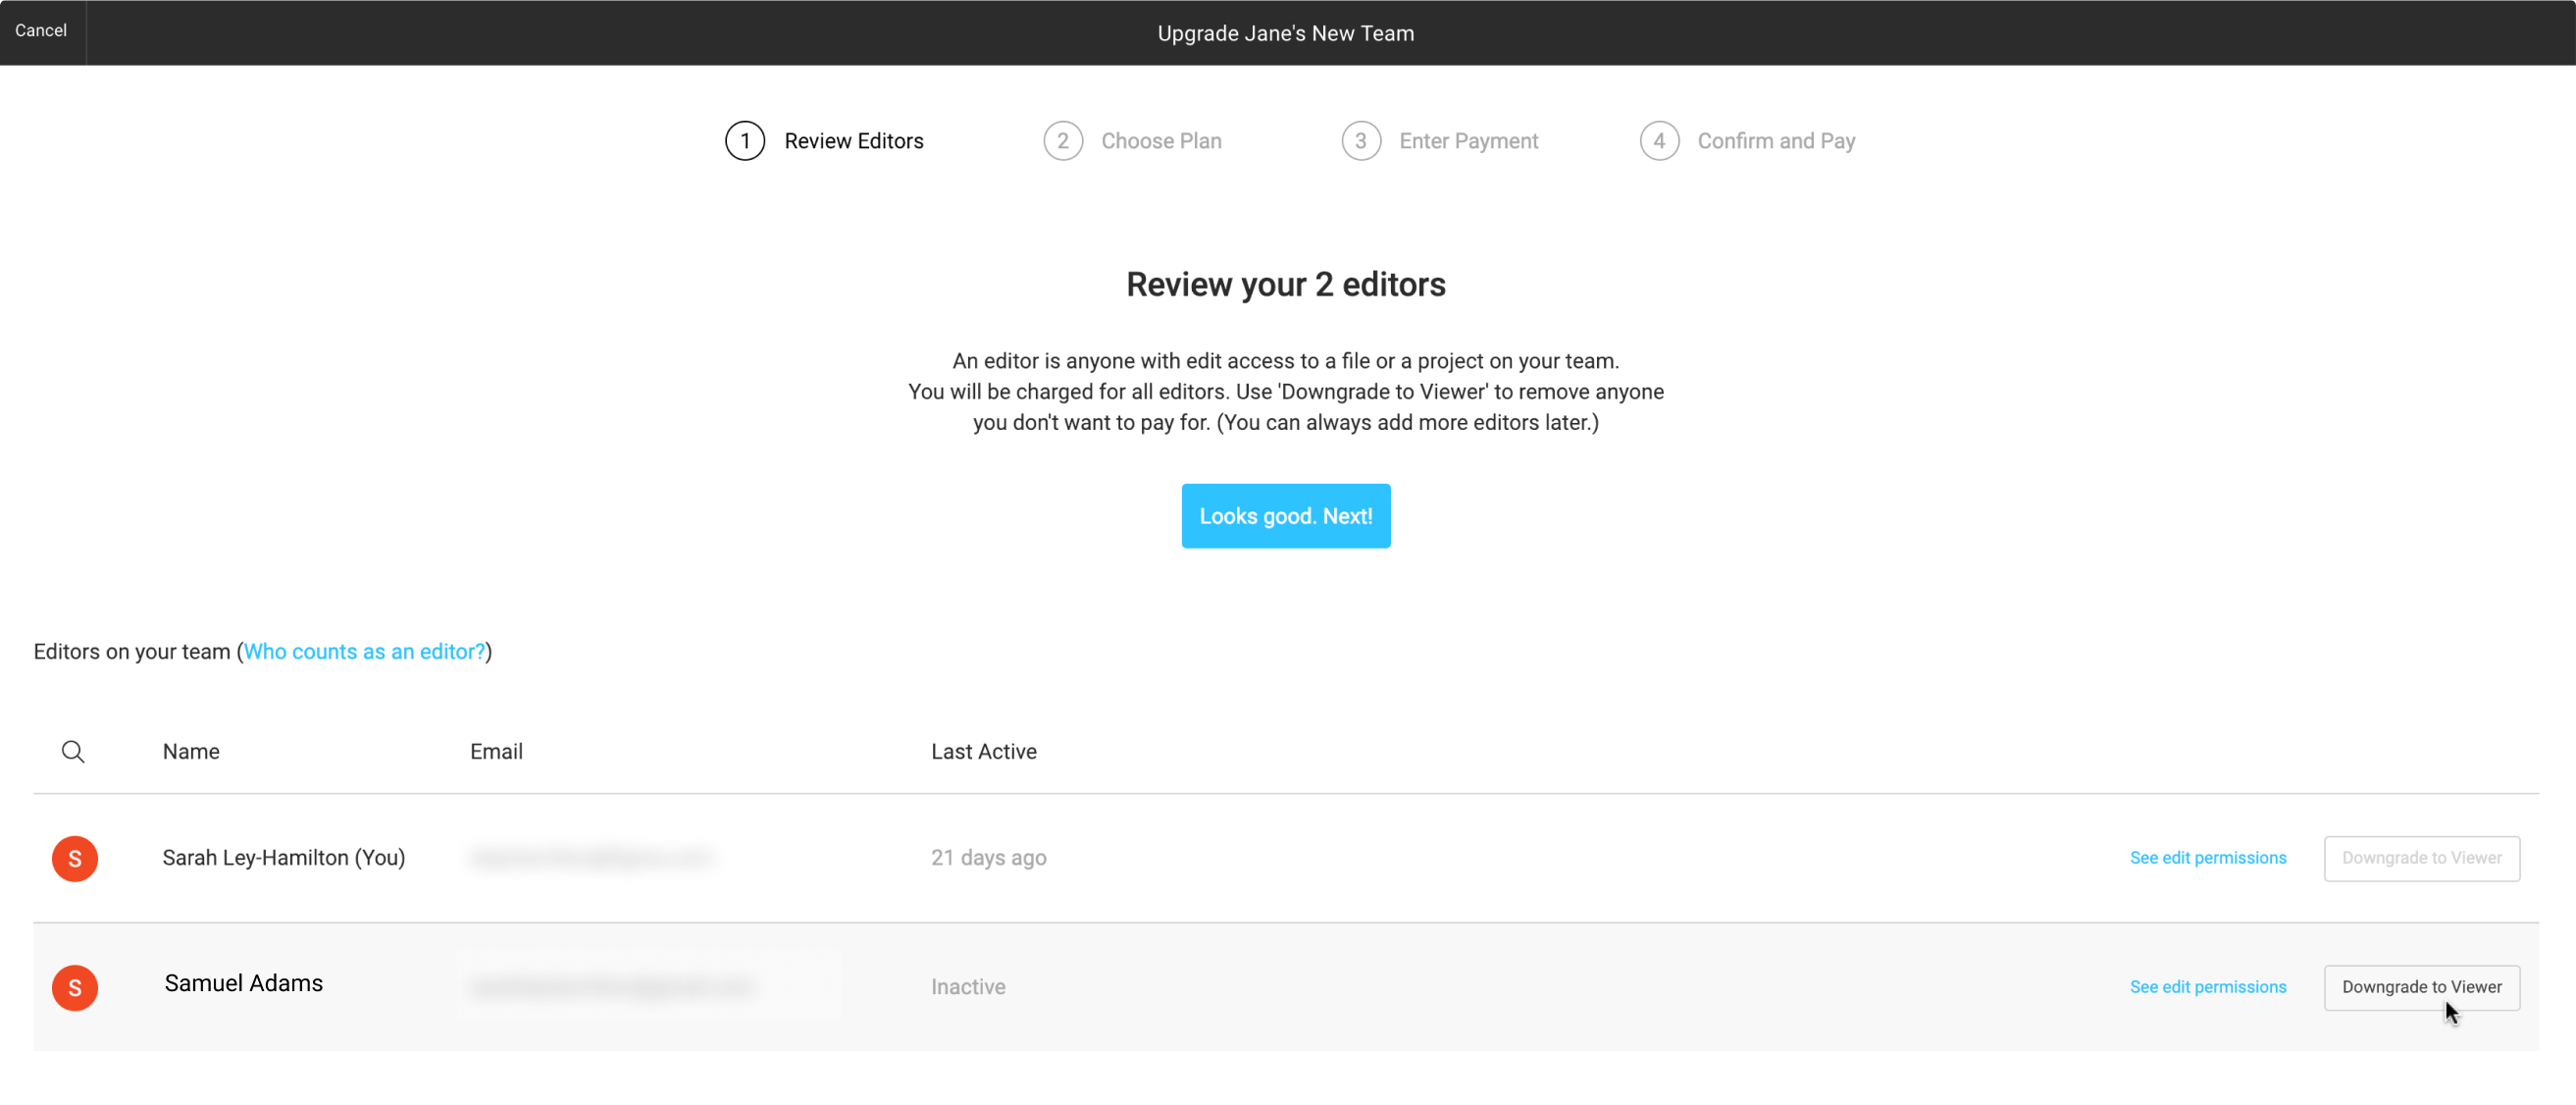 Cancel
Upgrade Jane's New Team
1 Review Editors
2 Choose Plan
3 Enter Payment
4 Confirm and Pay
Review your 2 editors
An editor is anyone with edit access to a file or a project on your team.
You will be charged for all editors. Use 'Downgrade to Viewer' to remove anyone
you don't want to pay for. (You can always add more editors later.)
Looks good. Next!
Editors on your team (Who counts as an editor?)
Name Email Last Active
S Sarah Ley-Hamilton (You) 21 days ago See edit permissions Downgrade to Viewer
S Samuel Adams Inactive See edit permissions Downgrade to Viewer